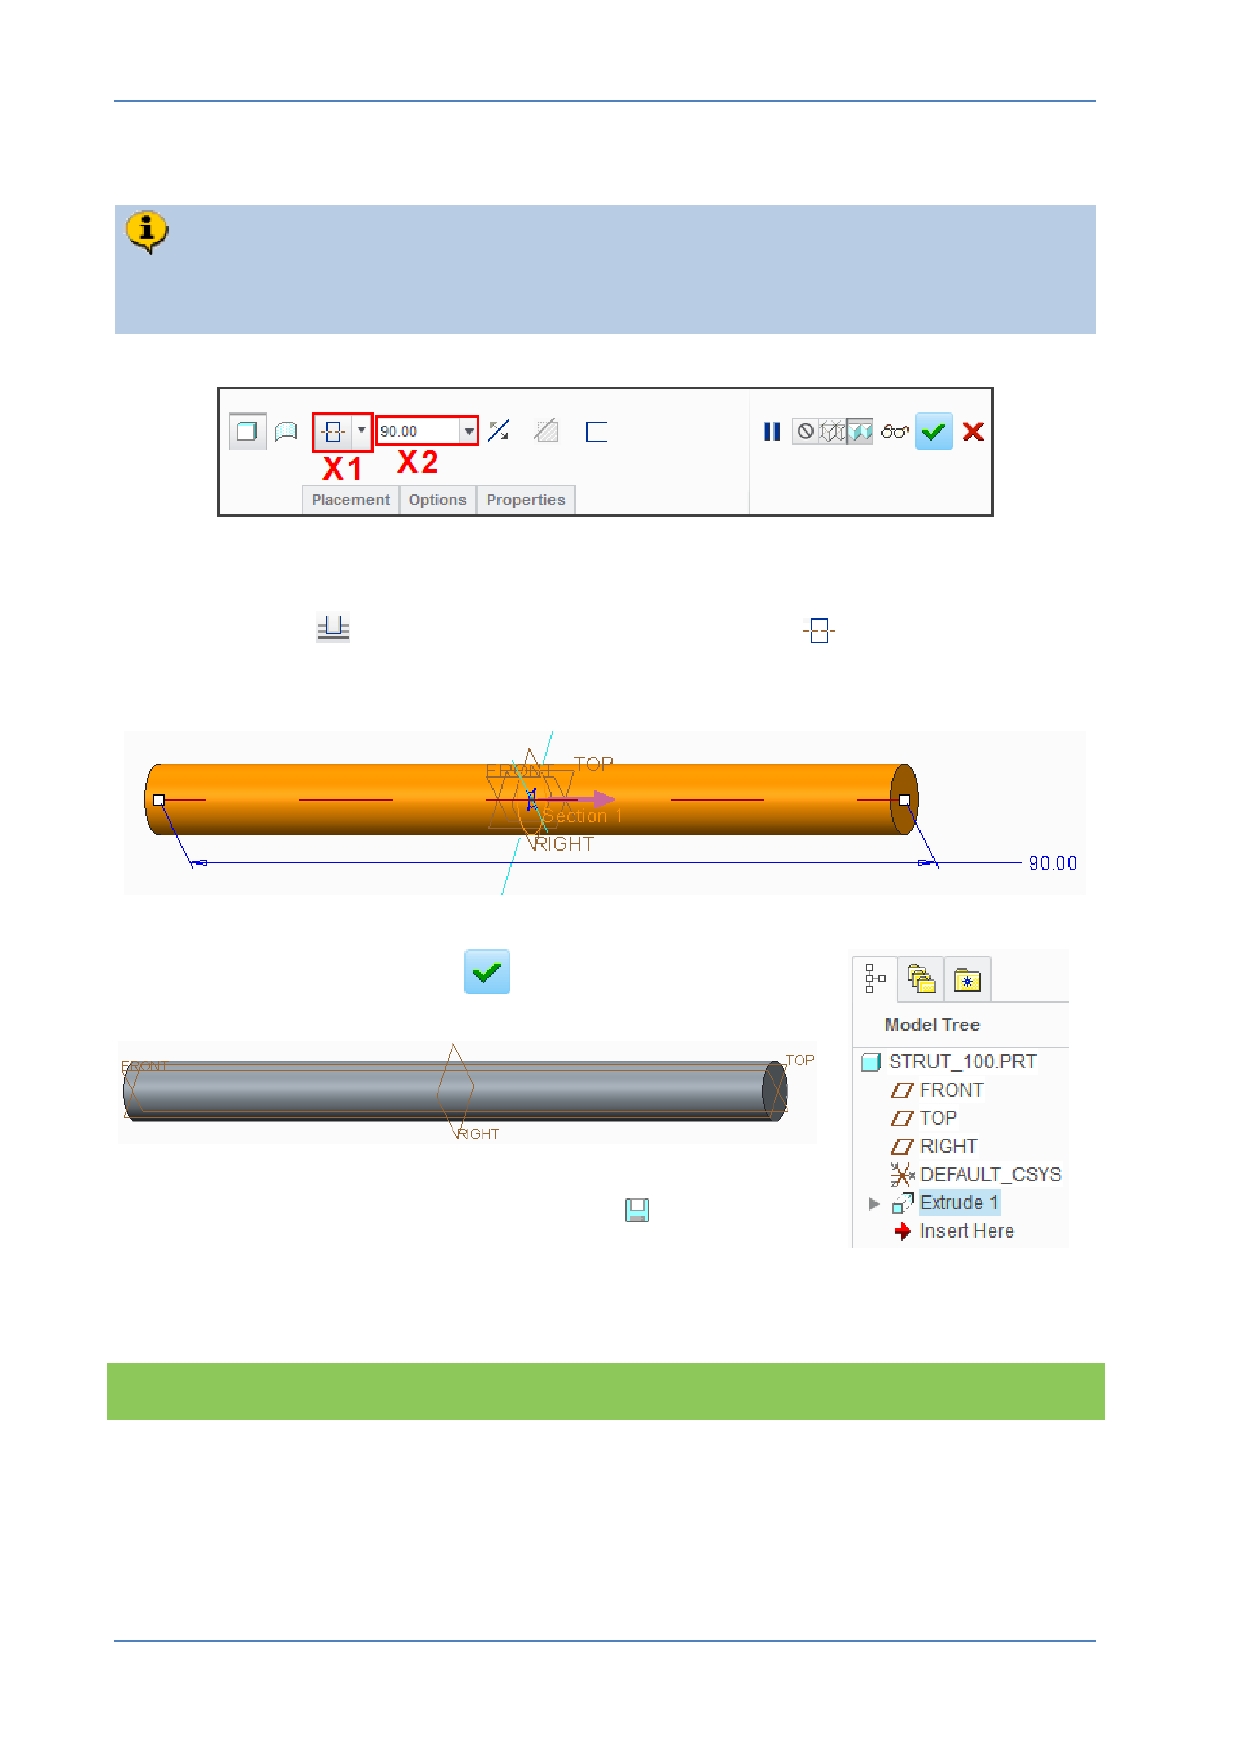 90.00
X1 X2
Placement Options Properties
FRONT TOP
Section 1
RIGHT
90.00
FRONT
TOP
RIGHT
Model Tree
STRUT_100.PRT
FRONT
TOP
RIGHT
DEFAULT_CSYS
Extrude 1
Insert Here